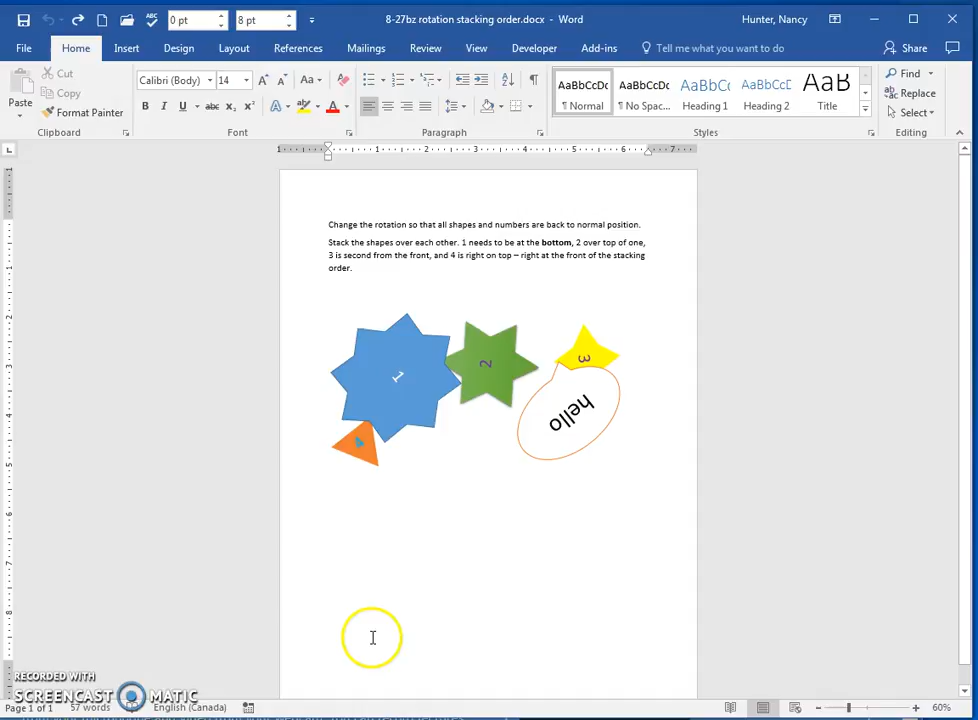 0 pt
8 pt
8-27bz rotation stacking order.docx - Word
Hunter, Nancy
File Home Insert Design Layout References Mailings Review View Developer Add-ins Tell me what you want to do Share
Cut
Copy
Format Painter
Paste
Clipboard
Calibri (Body) 14
Font
Paragraph
AaBbCcDc AaBbCcDc AaBbC AaBbCcD AaB
¶ Normal ¶ No Spac... Heading 1 Heading 2 Title
Styles
Find
Replace
Select
Editing
Change the rotation so that all shapes and numbers are back to normal position.
Stack the shapes over each other. 1 needs to be at the bottom, 2 over top of one,
3 is second from the front, and 4 is right on top – right at the front of the stacking
order.
1
2
3
4
hello
RECORDED WITH
SCREENCAST MATIC
Page 1 of 1 57 words English (Canada) 60%